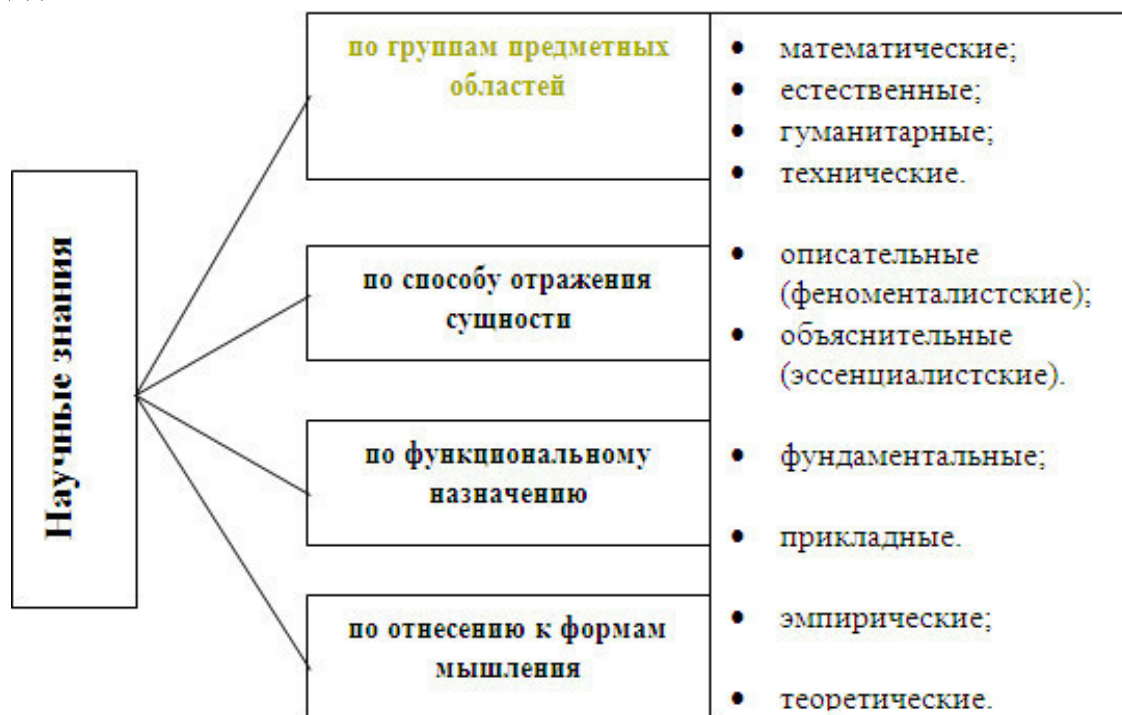 Научные знания
по группам предметных
областей
• математические;
• естественные;
• гуманитарные;
• технические.
по способу отражения
сущности
• описательные
(феноменталистские);
• объяснительные
(эссенциалистские).
по функциональному
назначению
• фундаментальные;
• прикладные.
по отнесению к формам
мышления
• эмпирические;
• теоретические.